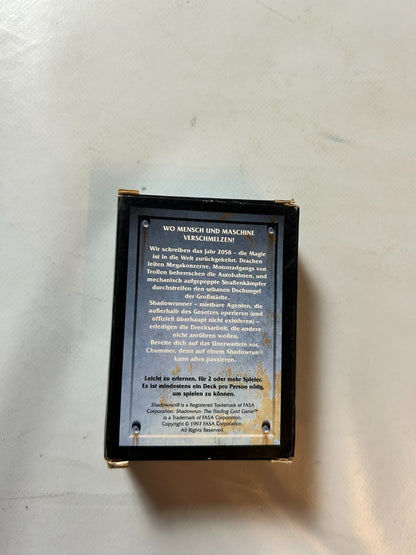 WO MENSCH UND MASCHINE
VERSCHMELZEN!
Wir schreiben das Jahr 2058 – die Magie
ist in die Welt zurückgekehrt. Drachen
leiten Megakonzerne, Motorradgangs von
Trollen beherrschen die Autobahnen, und
mechanisch aufgepeppte Straßenkämpfer
durchstreifen den urbanen Dschungel
der Großstädte.
Shadowrunner – mietbare Agenten, die
außerhalb des Gesetzes operieren (und
offiziell überhaupt nicht existieren) –
erledigen die Drecksarbeit, die andere
nicht anrühren wollen.
Bereite dich auf das Unerwartete vor,
Chummer, denn auf einem Shadowrun
kann alles passieren.
Leicht zu erlernen, für 2 oder mehr Spieler.
Es ist mindestens ein Deck pro Person nötig,
um spielen zu können.
Shadowrun® is a Registered Trademark of FASA
Corporation. Shadowrun: The Trading Card Game™
is a Trademark of FASA Corporation.
Copyright © 1997 FASA Corporation.
All Rights Reserved.